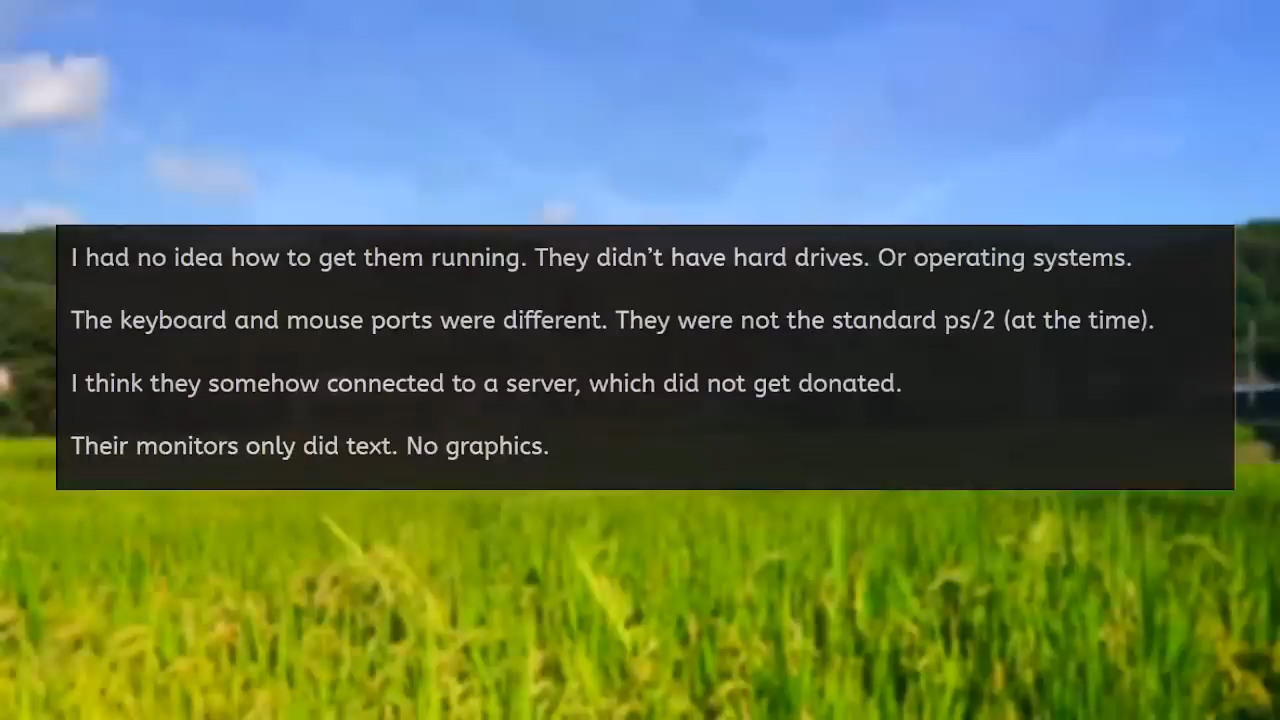 I had no idea how to get them running. They didn’t have hard drives. Or operating systems.
The keyboard and mouse ports were different. They were not the standard ps/2 (at the time).
I think they somehow connected to a server, which did not get donated.
Their monitors only did text. No graphics.